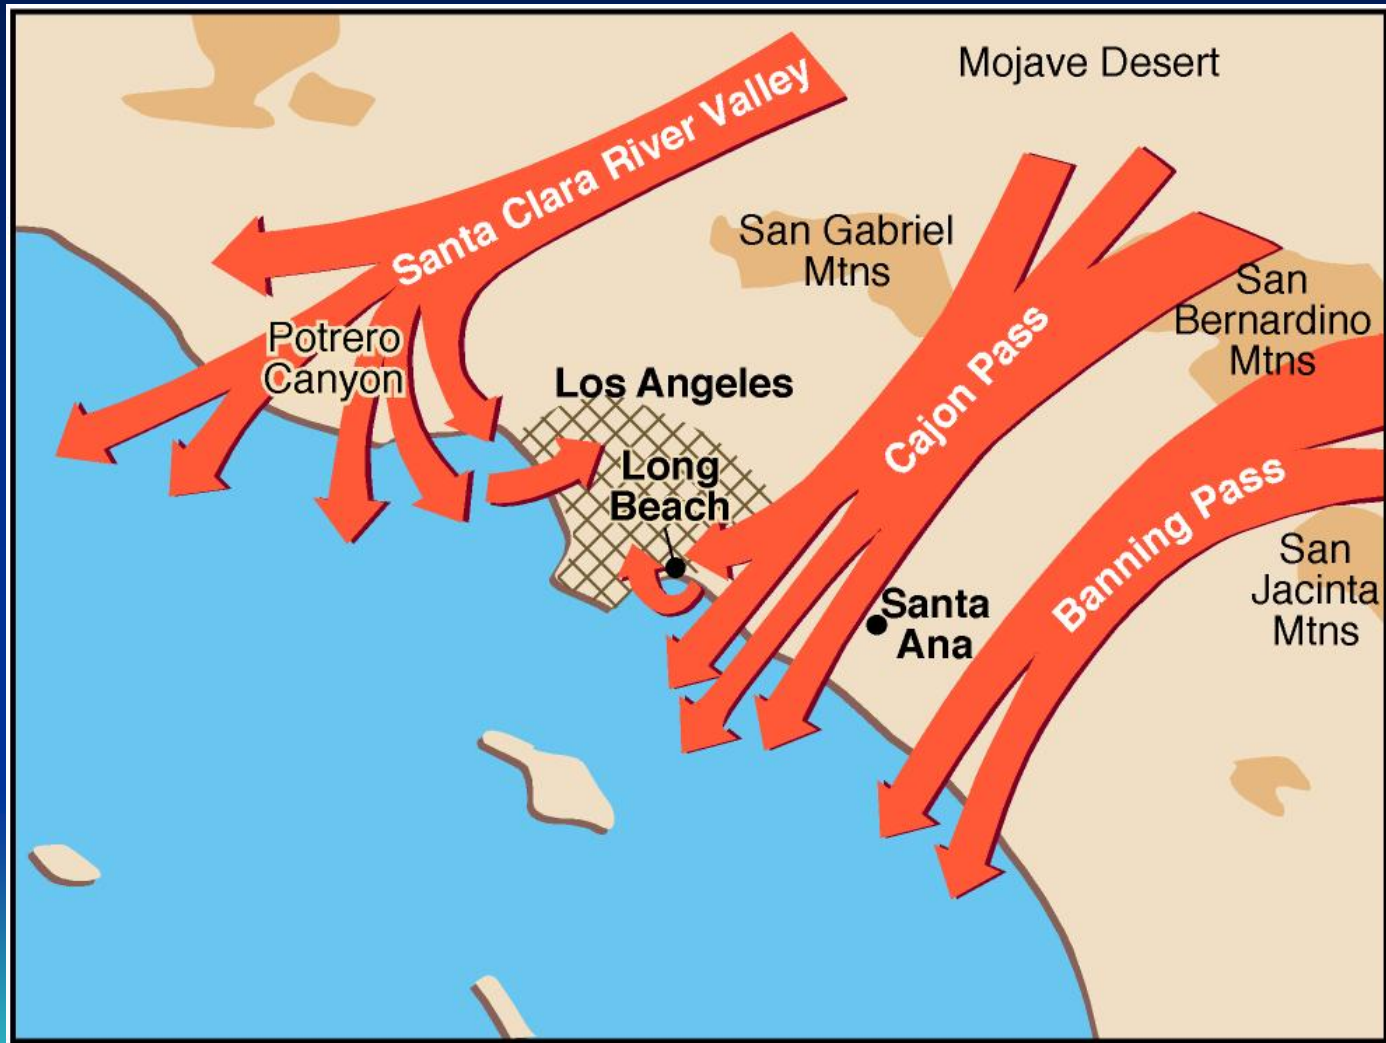 Mojave Desert
Santa Clara River Valley
San Gabriel
Mtns
San
Bernardino
Mtns
Potrero
Canyon
Los Angeles
Cajon Pass
Long
Beach
Banning Pass
San
Jacinta
Mtns
Santa
Ana